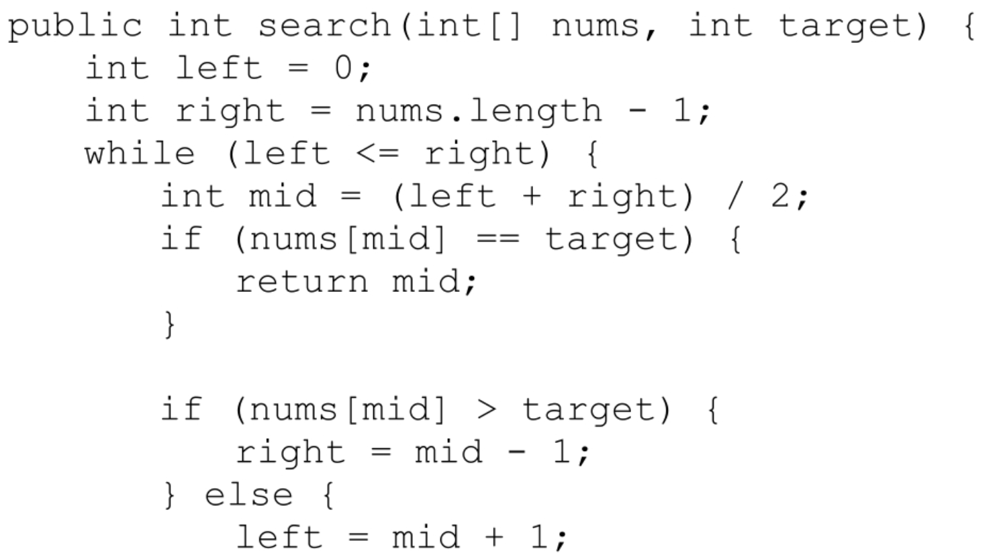 public int search(int[] nums, int target) {
    int left = 0;
    int right = nums.length - 1;
    while (left <= right) {
        int mid = (left + right) / 2;
        if (nums[mid] == target) {
            return mid;
        }

        if (nums[mid] > target) {
            right = mid - 1;
        } else {
            left = mid + 1;